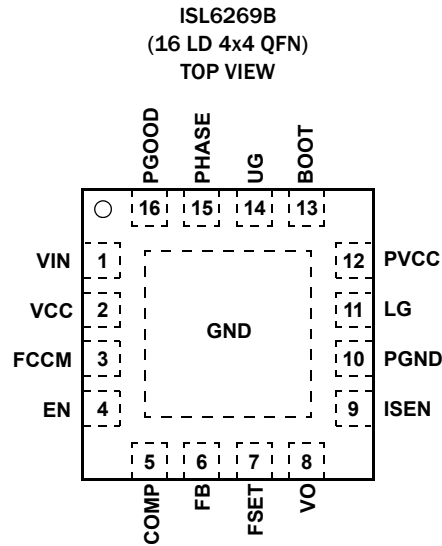 ISL6269B
(16 LD 4x4 QFN)
TOP VIEW
PGOOD PHASE UG BOOT
16 15 14 13
VIN 1 12 PVCC
VCC 2 11 LG
GND
FCCM 3 10 PGND
EN 4 9 ISEN
5 6 7 8
COMP FB FSET VO